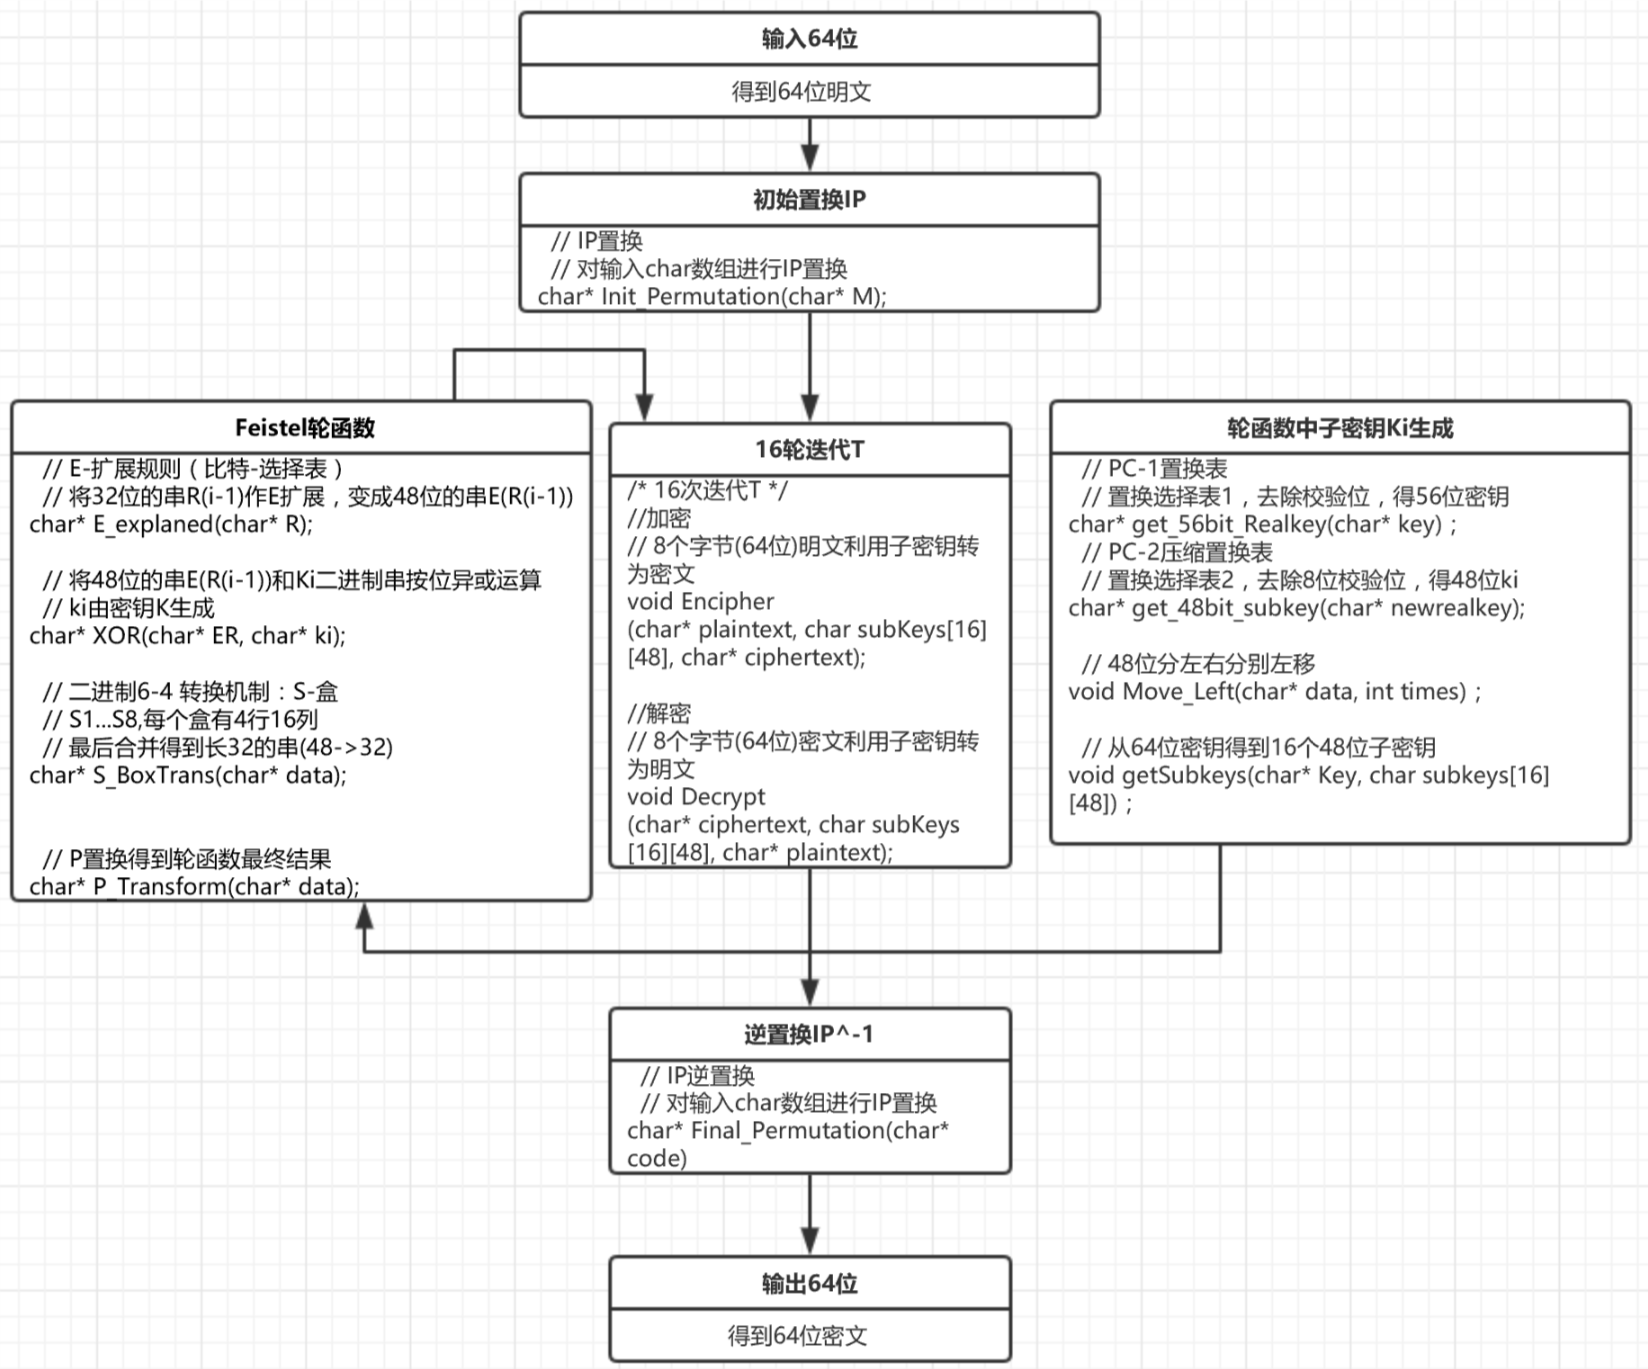 输入64位
得到64位明文
初始置换IP
// IP置换
// 对输入char数组进行IP置换
char* Init_Permutation(char* M);
Feistel轮函数
// E-扩展规则（比特-选择表）
// 将32位的串R(i-1)作E扩展，变成48位的串E(R(i-1))
char* E_explaned(char* R);
// 将48位的串E(R(i-1))和Ki二进制串按位异或运算
// ki由密钥K生成
char* XOR(char* ER, char* ki);
// 二进制6-4 转换机制：S-盒
// S1...S8,每个盒有4行16列
// 最后合并得到长32的串(48->32)
char* S_BoxTrans(char* data);
// P置换得到轮函数最终结果
char* P_Transform(char* data);
16轮迭代T
/* 16次迭代T */
//加密
// 8个字节(64位)明文利用子密钥转
为密文
void Encipher
(char* plaintext, char subKeys[16]
[48], char* ciphertext);
//解密
// 8个字节(64位)密文利用子密钥转
为明文
void Decrypt
(char* ciphertext, char subKeys
[16][48], char* plaintext);
轮函数中子密钥Ki生成
// PC-1置换表
// 置换选择表1，去除校验位，得56位密钥
char* get_56bit_Realkey(char* key)；
// PC-2压缩置换表
// 置换选择表2，去除8位校验位，得48位ki
char* get_48bit_subkey(char* newrealkey);
// 48位分左右分别左移
void Move_Left(char* data, int times)；
// 从64位密钥得到16个48位子密钥
void getSubkeys(char* Key, char subkeys[16]
[48])；
逆置换IP^-1
// IP逆置换
// 对输入char数组进行IP置换
char* Final_Permutation(char*
code)
输出64位
得到64位密文